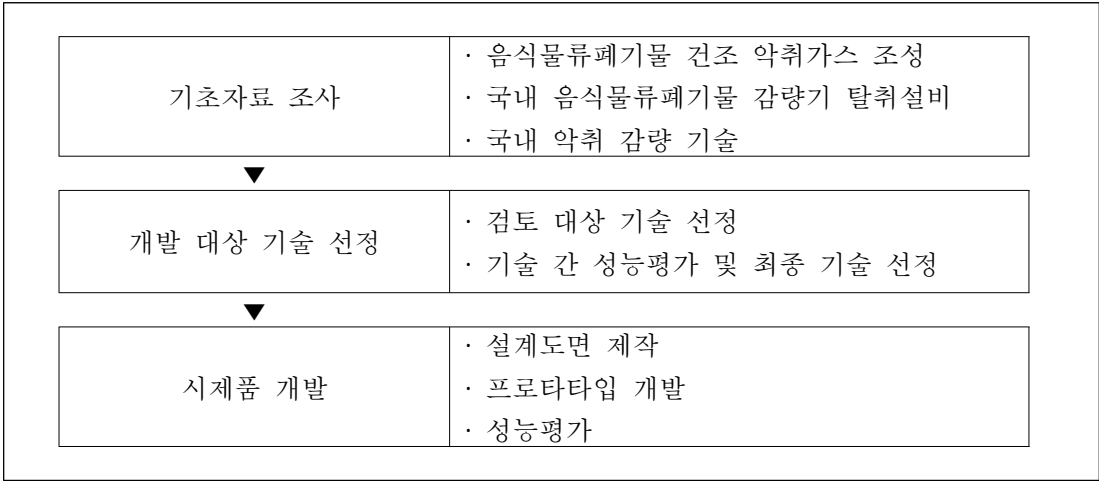 기초자료 조사
· 음식물류폐기물 건조 악취가스 조성
· 국내 음식물류폐기물 감량기 탈취설비
· 국내 악취 감량 기술
▼
개발 대상 기술 선정
· 검토 대상 기술 선정
· 기술 간 성능평가 및 최종 기술 선정
▼
시제품 개발
· 설계도면 제작
· 프로타타입 개발
· 성능평가